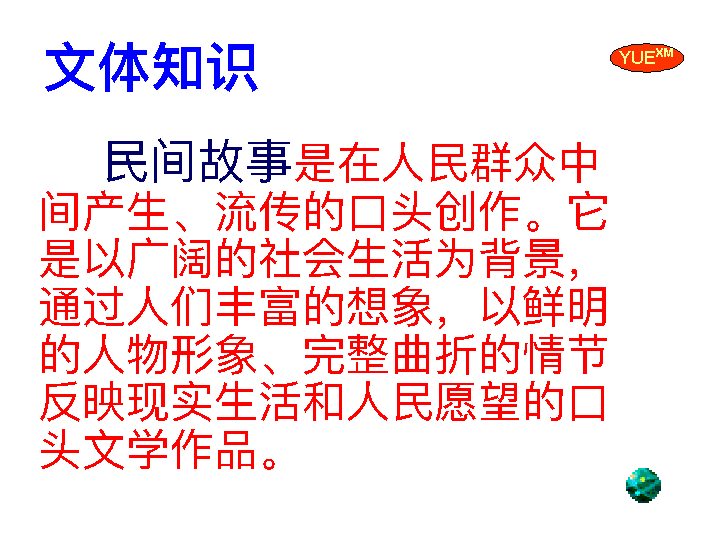 文体知识
YUEXM
民间故事是在人民群众中
间产生、流传的口头创作。它
是以广阔的社会生活为背景，
通过人们丰富的想象，以鲜明
的人物形象、完整曲折的情节
反映现实生活和人民愿望的口
头文学作品。